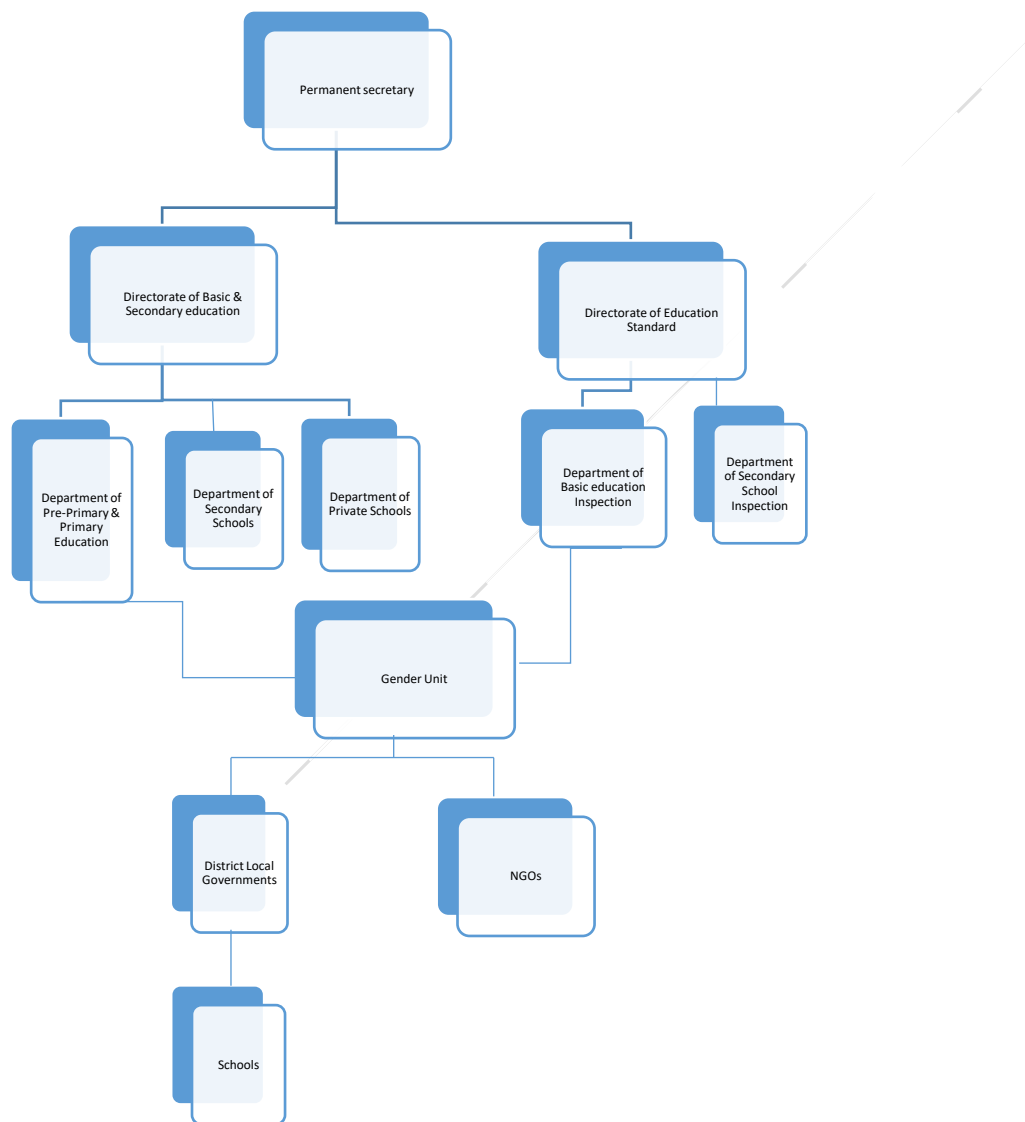 Permanent secretary
Directorate of Basic &
Secondary education
Directorate of Education
Standard
Department of
Pre-Primary &
Primary
Education
Department of
Secondary
Schools
Department of
Private Schools
Department of
Basic education
Inspection
Department
of Secondary
School
Inspection
Gender Unit
District Local
Governments
NGOs
Schools